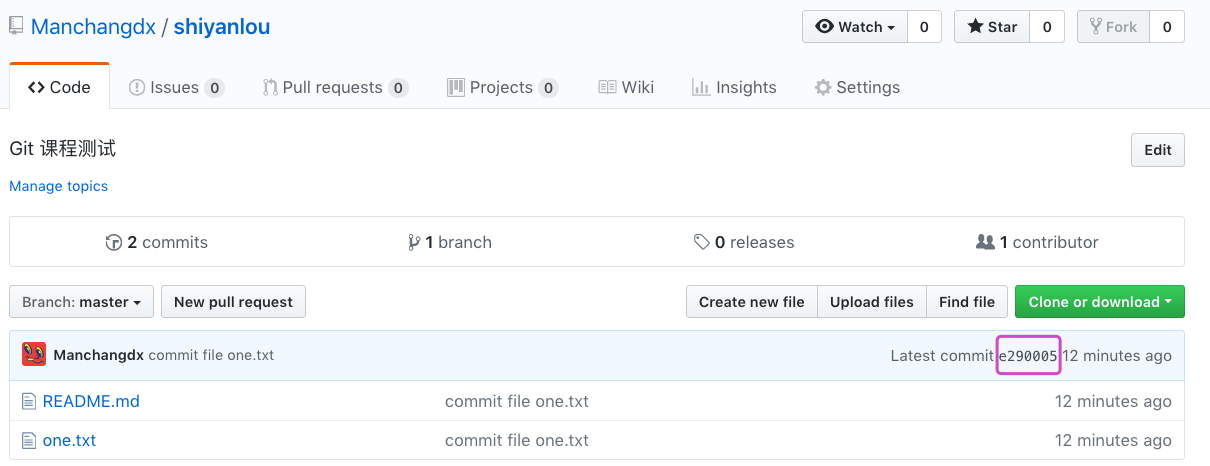 Manchangdx / shiyanlou Watch 0 Star 0 Fork 0
Code Issues 0 Pull requests 0 Projects 0 Wiki Insights Settings
Git 课程测试 Edit
Manage topics
2 commits 1 branch 0 releases 1 contributor
Branch: master New pull request Create new file Upload files Find file Clone or download
Manchangdx commit file one.txt Latest commit e290005 12 minutes ago
README.md commit file one.txt 12 minutes ago
one.txt commit file one.txt 12 minutes ago